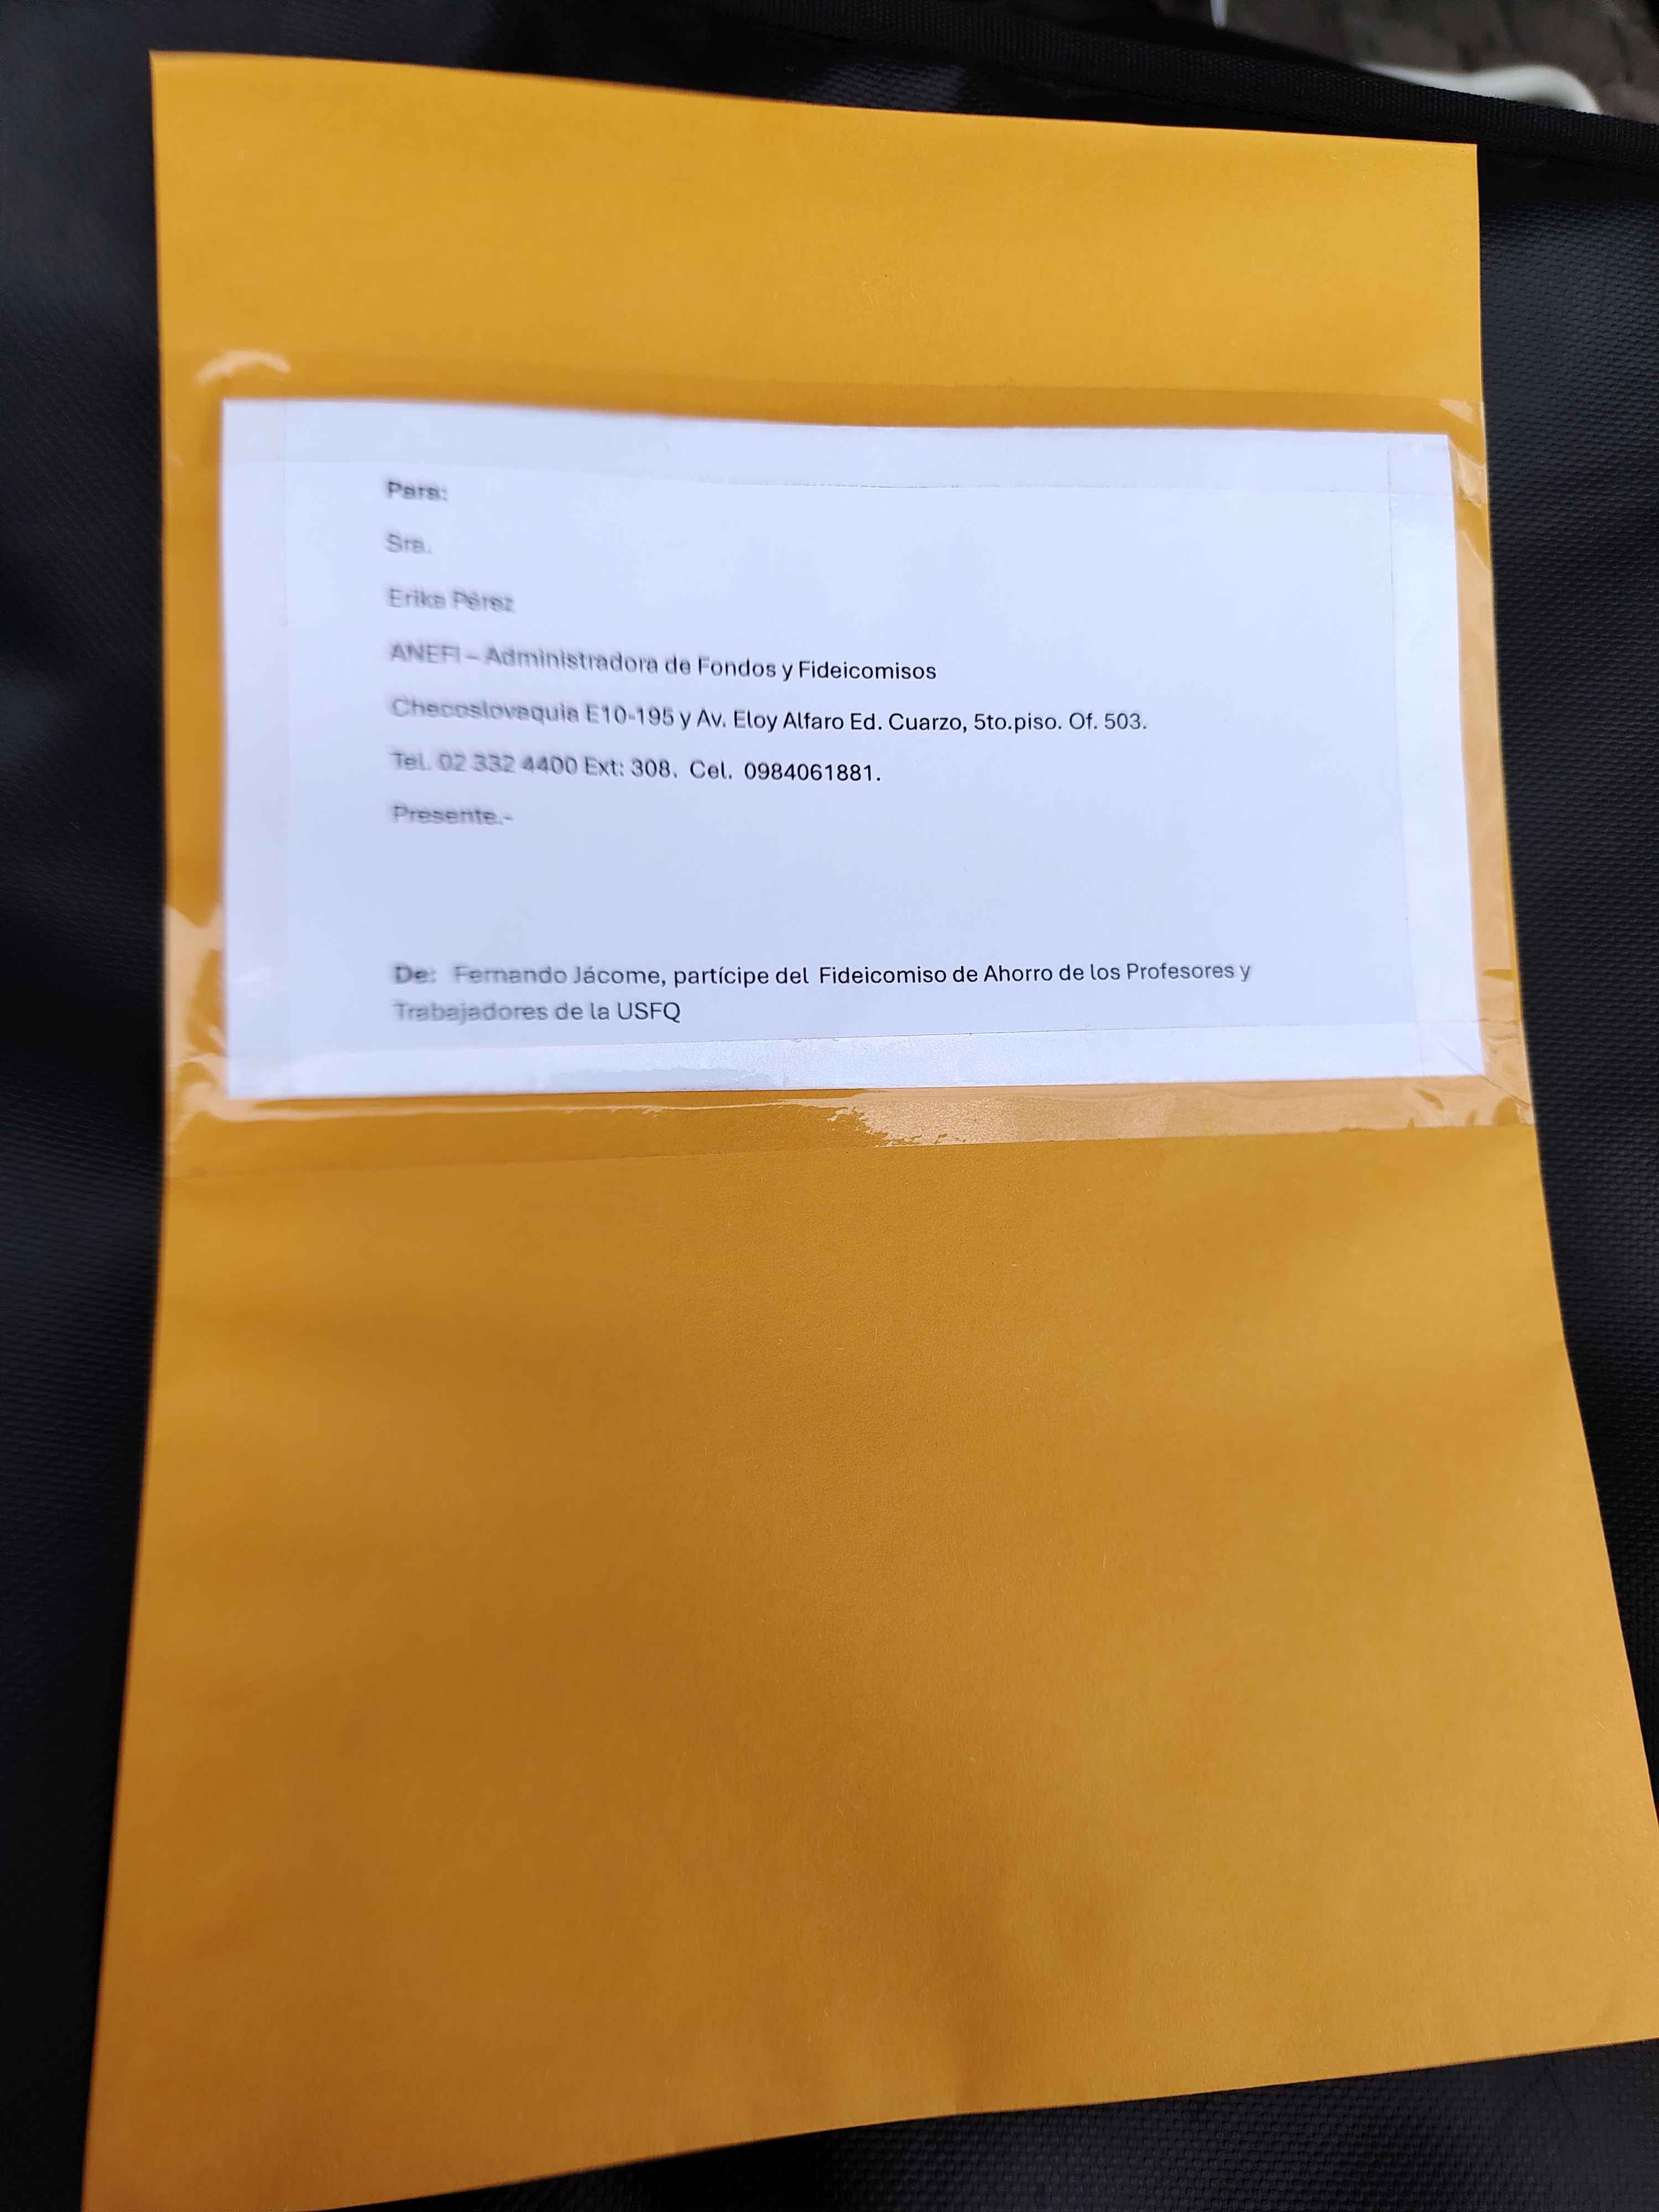 Para:
Sra.
Erika Pérez
ANEFI – Administradora de Fondos y Fideicomisos
Checoslovaquia E10-195 y Av. Eloy Alfaro Ed. Cuarzo, 5to.piso. Of. 503.
Tel. 02 332 4400 Ext: 308. Cel. 0984061881.
Presente.-
De: Fernando Jácome, partícipe del Fideicomiso de Ahorro de los Profesores y
Trabajadores de la USFQ